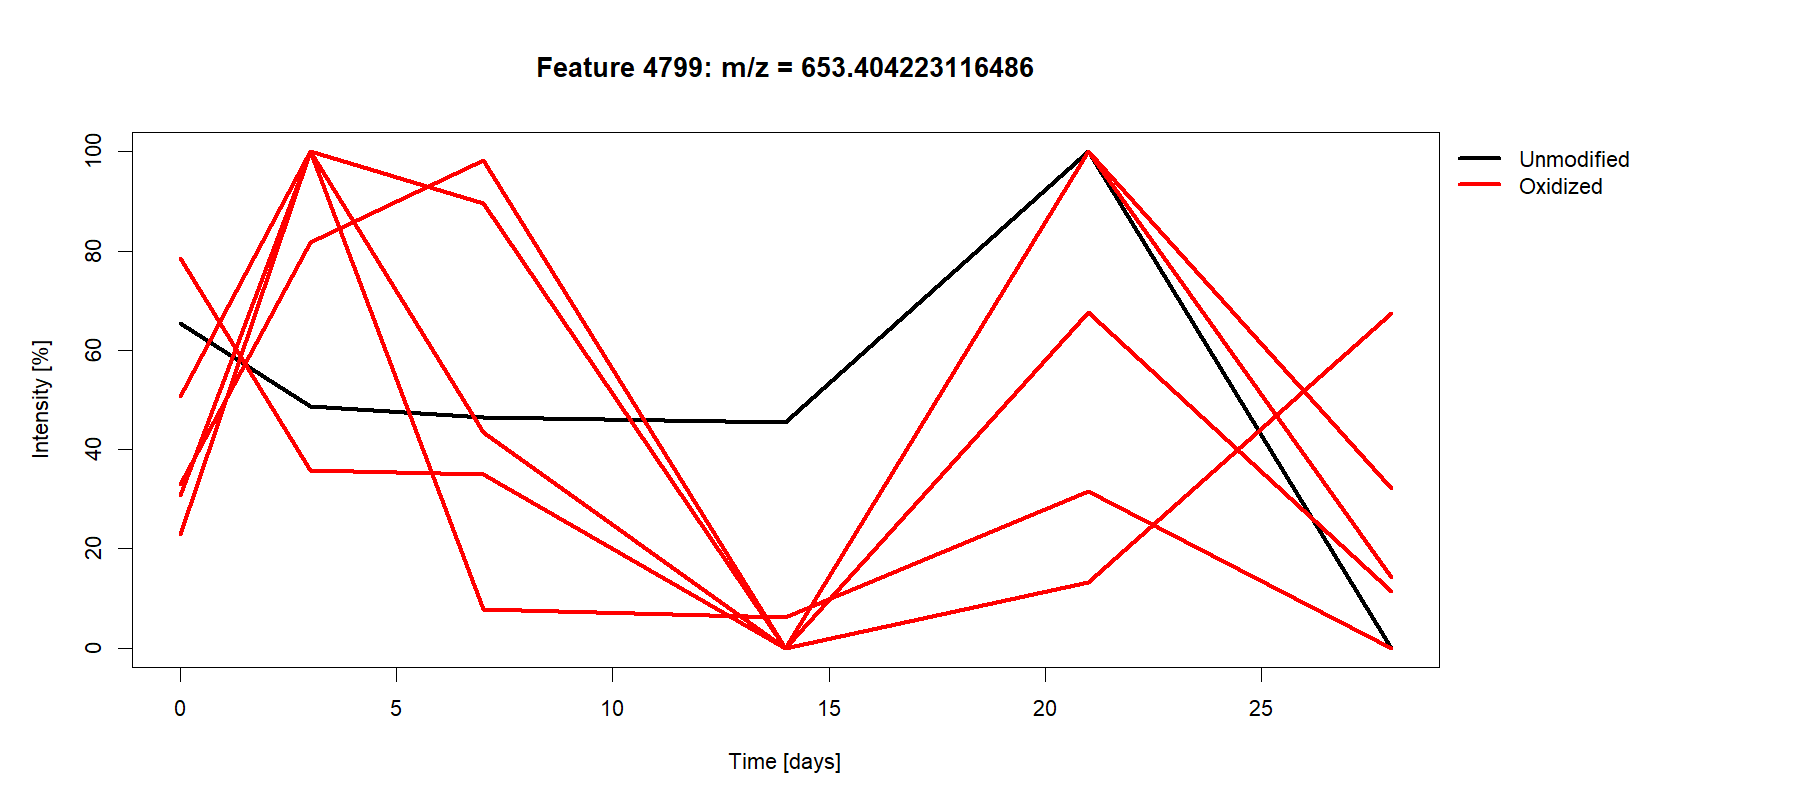 Feature 4799: m/z = 653.404223116486
Unmodified
Oxidized
Intensity [%]
100
80
60
40
20
0
0 5 10 15 20 25
Time [days]